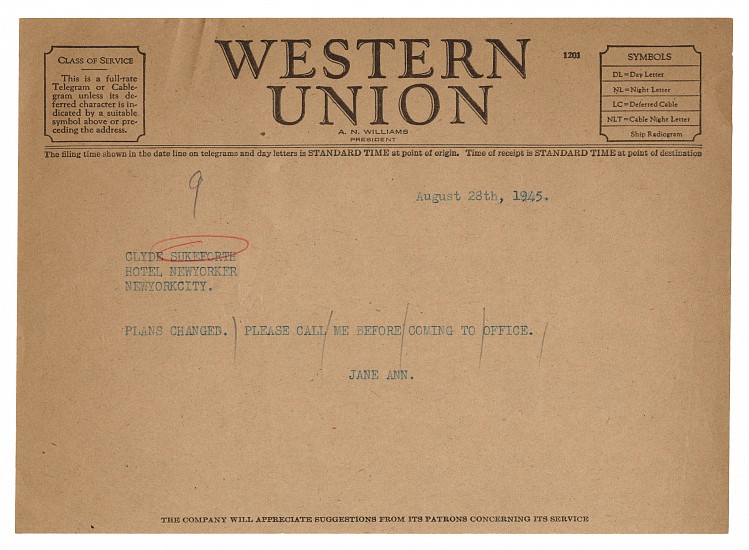 CLASS OF SERVICE
This is a full-rate
Telegram or Cable-
gram unless its de-
ferred character is in-
dicated by a suitable
symbol above or pre-
ceding the address.
WESTERN
UNION
A. N. WILLIAMS
PRESIDENT
1201
SYMBOLS
DL=Day Letter
NL=Night Letter
LC=Deferred Cable
NLT=Cable Night Letter
Ship Radiogram
The filing time shown in the date line on telegrams and day letters is STANDARD TIME at point of origin. Time of receipt is STANDARD TIME at point of destination
9
August 28th, 1945.
CLYDE SUKEFORTH
HOTEL NEWYORKER
NEWYORKCITY.
PLANS CHANGED. PLEASE CALL ME BEFORE COMING TO OFFICE.
JANE ANN.
THE COMPANY WILL APPRECIATE SUGGESTIONS FROM ITS PATRONS CONCERNING ITS SERVICE